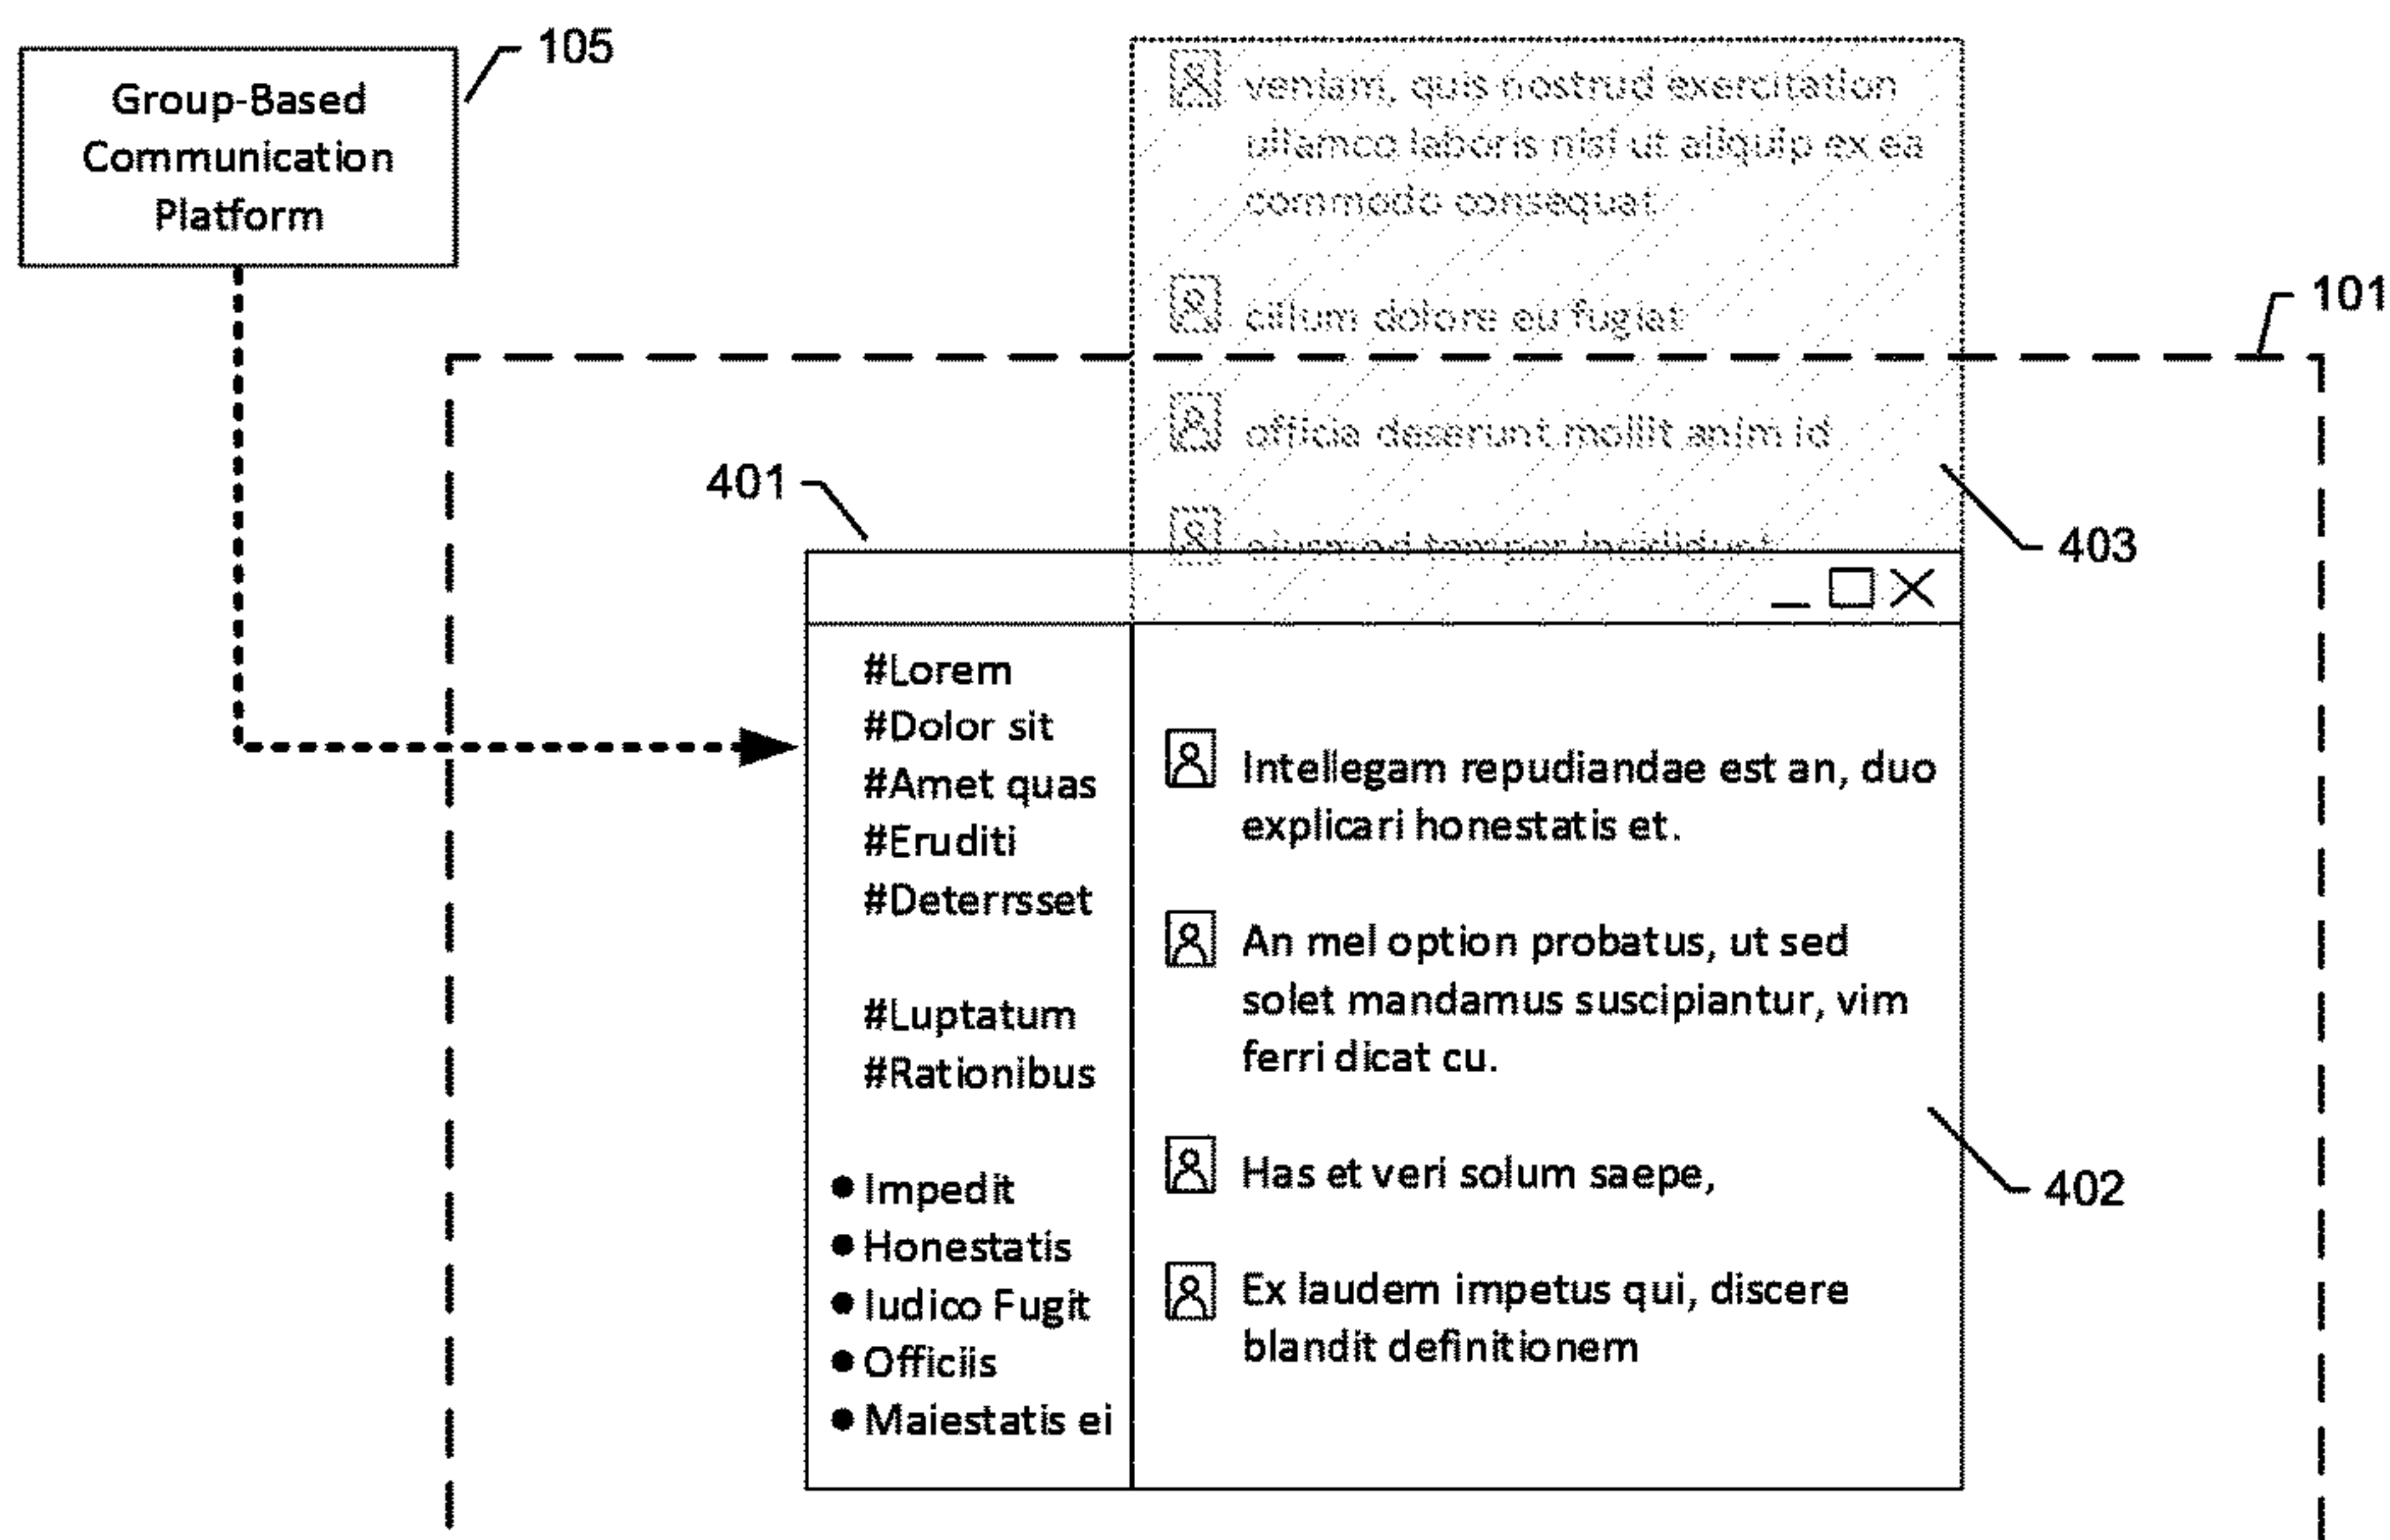 105
Group-Based
Communication
Platform
veniam, quis nostrud exercitation
ullamco laboris nisi ut aliquip ex ea
commodo consequat
cillum dolore eu fugiat
101
officia deserunt mollit anim id
401
403
eiusmod tempor incididunt
#Lorem
#Dolor sit
#Amet quas
#Eruditi
#Deterrsset
#Luptatum
#Rationibus
● Impedit
● Honestatis
● Iudico Fugit
● Officiis
● Maiestatis ei
Intellegam repudiandae est an, duo
explicari honestatis et.
An mel option probatus, ut sed
solet mandamus suscipiantur, vim
ferri dicat cu.
Has et veri solum saepe,
402
Ex laudem impetus qui, discere
blandit definitionem